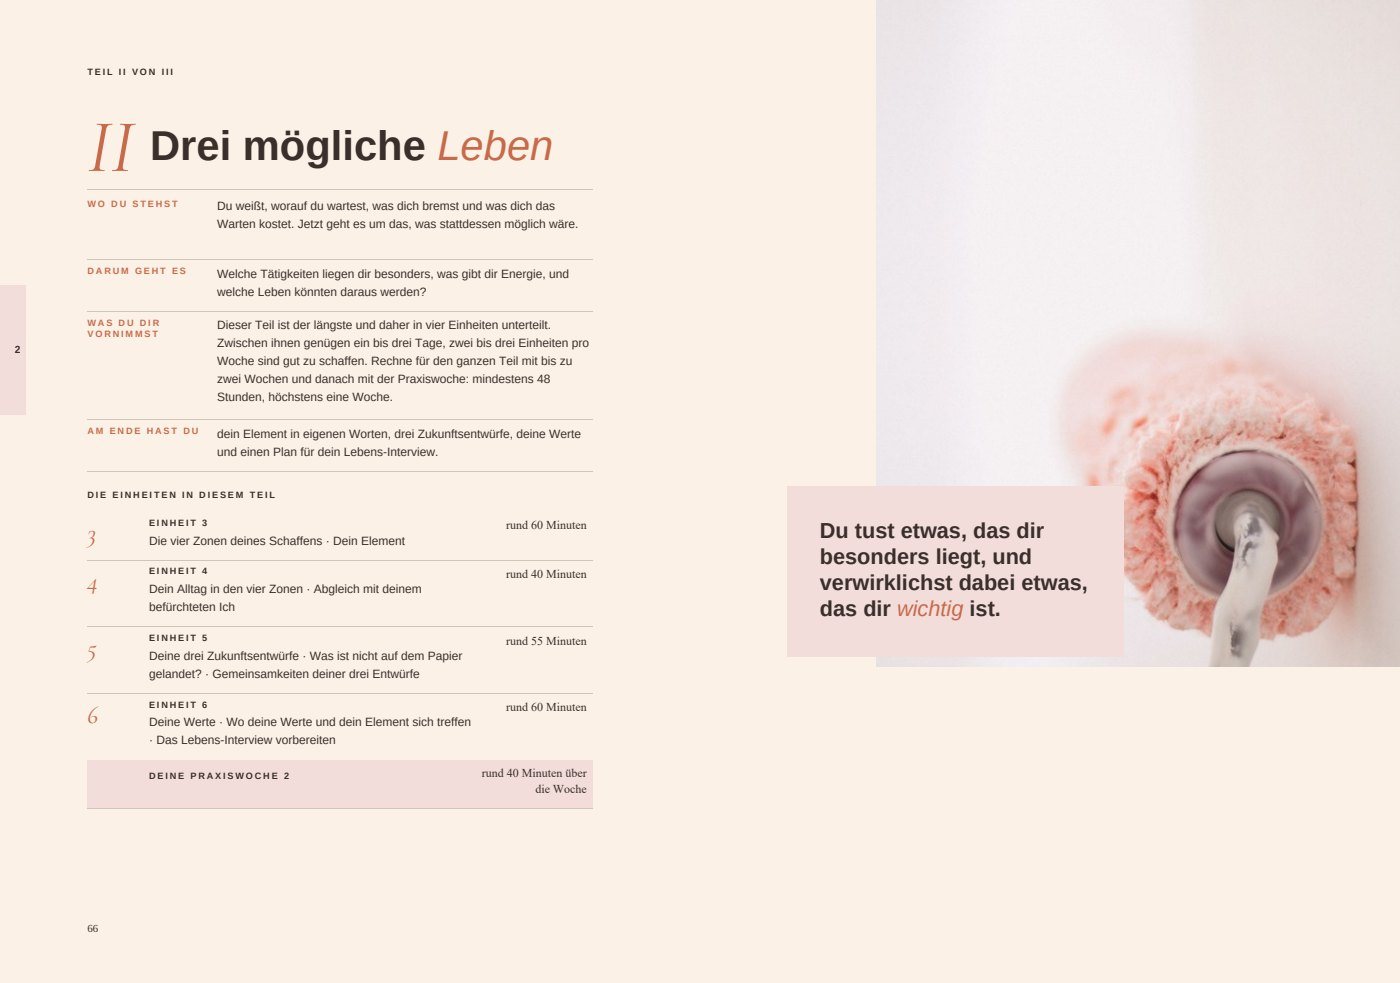 TEIL II VON III
II Drei mögliche Leben
WO DU STEHST
Du weißt, worauf du wartest, was dich bremst und was dich das
Warten kostet. Jetzt geht es um das, was stattdessen möglich wäre.
DARUM GEHT ES
Welche Tätigkeiten liegen dir besonders, was gibt dir Energie, und
welche Leben könnten daraus werden?
WAS DU DIR
VORNIMMST
Dieser Teil ist der längste und daher in vier Einheiten unterteilt.
Zwischen ihnen genügen ein bis drei Tage, zwei bis drei Einheiten pro
Woche sind gut zu schaffen. Rechne für den ganzen Teil mit bis zu
zwei Wochen und danach mit der Praxiswoche: mindestens 48
Stunden, höchstens eine Woche.
AM ENDE HAST DU
dein Element in eigenen Worten, drei Zukunftsentwürfe, deine Werte
und einen Plan für dein Lebens-Interview.
2
DIE EINHEITEN IN DIESEM TEIL
3
EINHEIT 3
Die vier Zonen deines Schaffens · Dein Element
rund 60 Minuten
4
EINHEIT 4
Dein Alltag in den vier Zonen · Abgleich mit deinem
befürchteten Ich
rund 40 Minuten
5
EINHEIT 5
Deine drei Zukunftsentwürfe · Was ist nicht auf dem Papier
gelandet? · Gemeinsamkeiten deiner drei Entwürfe
rund 55 Minuten
6
EINHEIT 6
Deine Werte · Wo deine Werte und dein Element sich treffen
· Das Lebens-Interview vorbereiten
rund 60 Minuten
DEINE PRAXISWOCHE 2
rund 40 Minuten über
die Woche
66
Du tust etwas, das dir
besonders liegt, und
verwirklichst dabei etwas,
das dir wichtig ist.